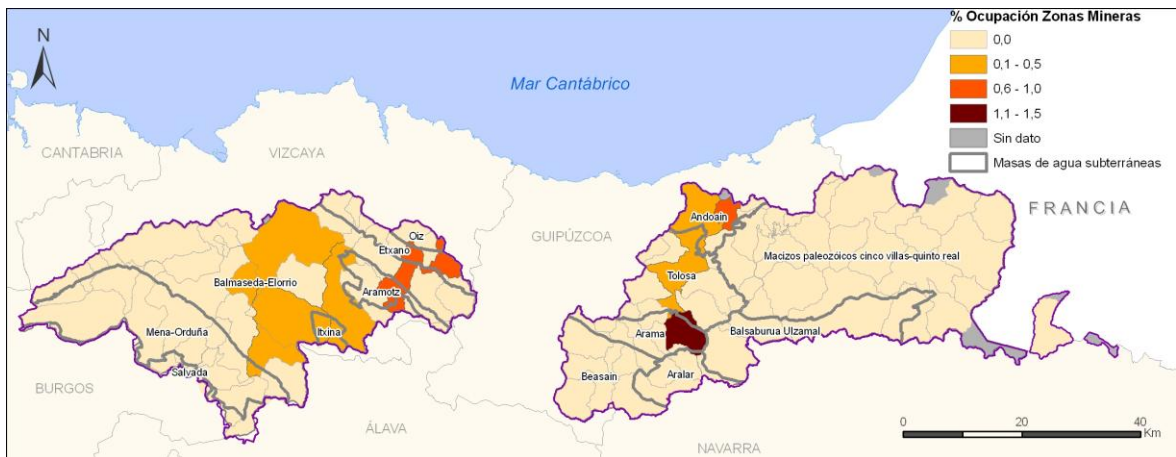 % Ocupación Zonas Mineras
0,0
0,1 - 0,5
0,6 - 1,0
1,1 - 1,5
Sin dato
Masas de agua subterráneas
N
Mar Cantábrico
CANTABRIA
VIZCAYA
GUIPÚZCOA
FRANCIA
BURGOS
ÁLAVA
NAVARRA
Oiz
Etxano
Balmaseda-Elorrio
Aramotz
Mena-Orduña
Itxina
Salvada
Andoain
Macizos paleozoicos cinco villas-quinto real
Tolosa
Arama
Balsaburua Ulzamal
Beasain
Aralar
0 20 40
Km